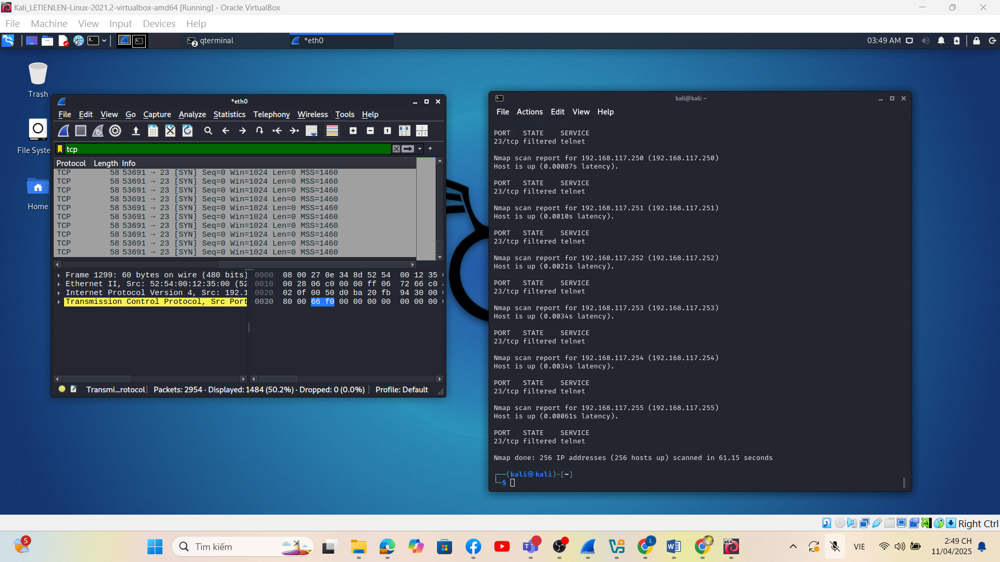 Kali_LETIENLEN-Linux-2021.2-virtualbox-amd64 [Running] - Oracle VirtualBox
File Machine View Input Devices Help
qterminal
2
*eth0
03:49 AM
Trash
File Syste
Home
*eth0
File Edit View Go Capture Analyze Statistics Telephony Wireless Tools Help
tcp
Protocol Length Info
TCP 58 53691 → 23 [SYN] Seq=0 Win=1024 Len=0 MSS=1460
TCP 58 53691 → 23 [SYN] Seq=0 Win=1024 Len=0 MSS=1460
TCP 58 53691 → 23 [SYN] Seq=0 Win=1024 Len=0 MSS=1460
TCP 58 53691 → 23 [SYN] Seq=0 Win=1024 Len=0 MSS=1460
TCP 58 53691 → 23 [SYN] Seq=0 Win=1024 Len=0 MSS=1460
TCP 58 53691 → 23 [SYN] Seq=0 Win=1024 Len=0 MSS=1460
TCP 58 53691 → 23 [SYN] Seq=0 Win=1024 Len=0 MSS=1460
TCP 58 53691 → 23 [SYN] Seq=0 Win=1024 Len=0 MSS=1460
TCP 58 53691 → 23 [SYN] Seq=0 Win=1024 Len=0 MSS=1460
TCP 58 53691 → 23 [SYN] Seq=0 Win=1024 Len=0 MSS=1460
Frame 1299: 60 bytes on wire (480 bits)
Ethernet II, Src: 52:54:00:12:35:00 (52
Internet Protocol Version 4, Src: 192.1
Transmission Control Protocol, Src Port
0000 08 00 27 0e 34 8d 52 54 00 12 35
0010 00 28 06 c0 00 00 ff 06 72 66 c0
0020 02 0f 00 50 d0 ba 20 fb 94 30 00
0030 80 00 66 f0 00 00 00 00 00 00 00
Transmi...rotocol Packets: 2954 · Displayed: 1484 (50.2%) · Dropped: 0 (0.0%) Profile: Default
kali@kali: ~
File Actions Edit View Help
PORT STATE SERVICE
23/tcp filtered telnet
Nmap scan report for 192.168.117.250 (192.168.117.250)
Host is up (0.00087s latency).
PORT STATE SERVICE
23/tcp filtered telnet
Nmap scan report for 192.168.117.251 (192.168.117.251)
Host is up (0.0010s latency).
PORT STATE SERVICE
23/tcp filtered telnet
Nmap scan report for 192.168.117.252 (192.168.117.252)
Host is up (0.0021s latency).
PORT STATE SERVICE
23/tcp filtered telnet
Nmap scan report for 192.168.117.253 (192.168.117.253)
Host is up (0.0034s latency).
PORT STATE SERVICE
23/tcp filtered telnet
Nmap scan report for 192.168.117.254 (192.168.117.254)
Host is up (0.0034s latency).
PORT STATE SERVICE
23/tcp filtered telnet
Nmap scan report for 192.168.117.255 (192.168.117.255)
Host is up (0.00061s latency).
PORT STATE SERVICE
23/tcp filtered telnet
Nmap done: 256 IP addresses (256 hosts up) scanned in 61.15 seconds
┌──(kali㉿kali)-[~]
└─$
Right Ctrl
5
Tìm kiếm
VIE
2:49 CH
11/04/2025